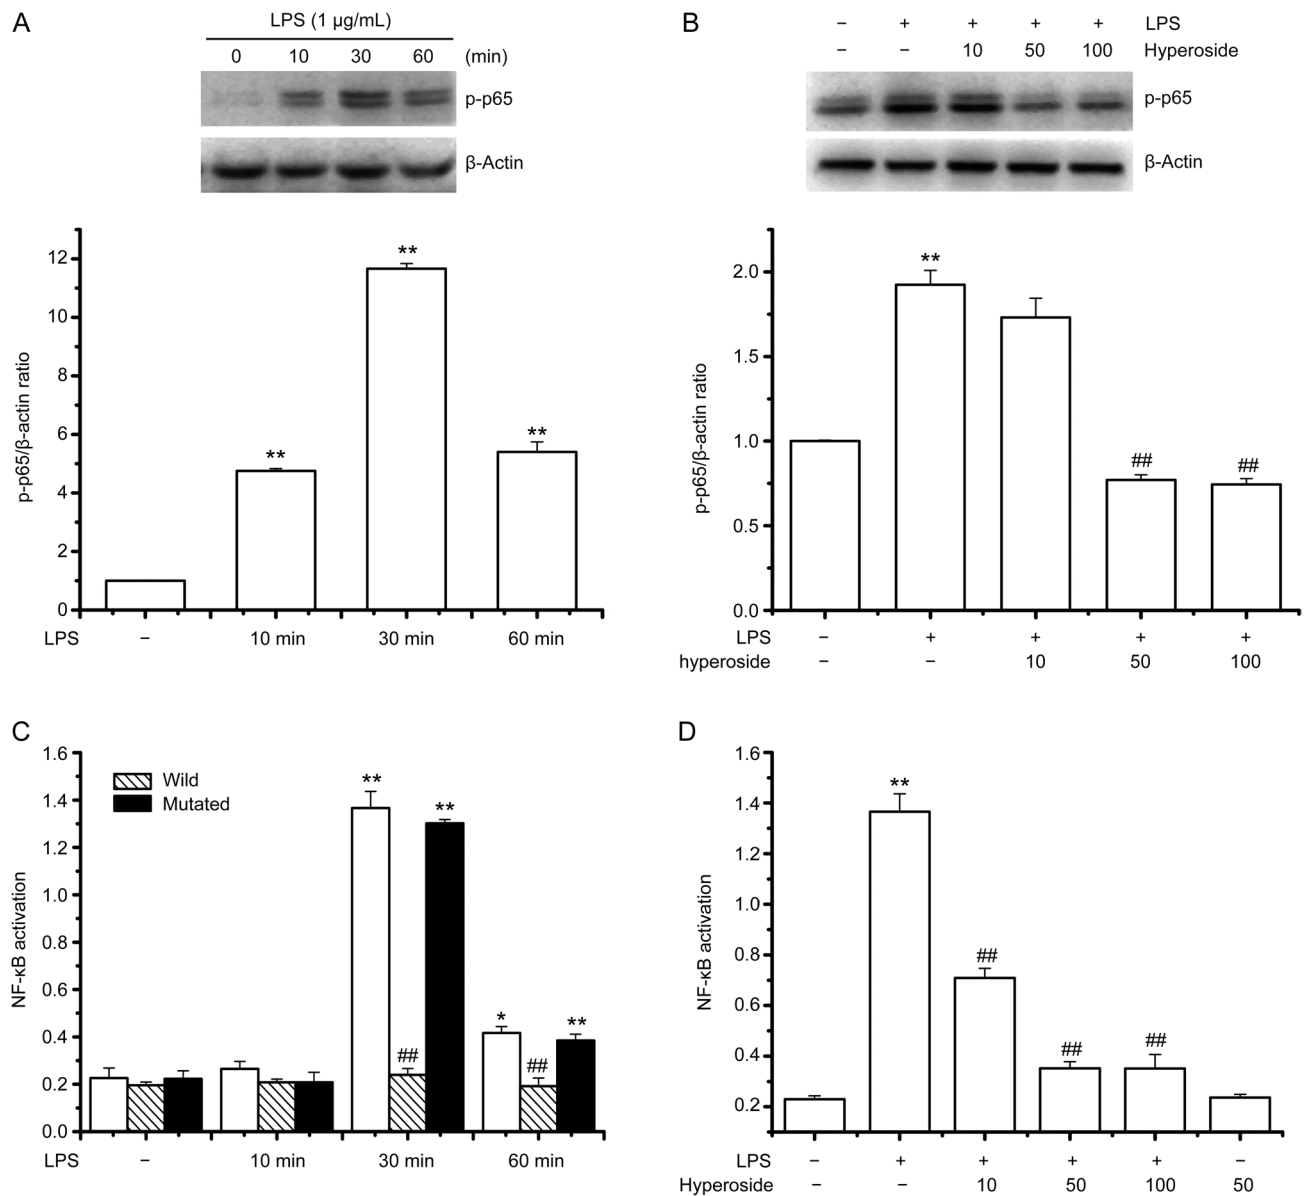 A
LPS (1 μg/mL)
0 10 30 60 (min)
p-p65
β-Actin
p-p65/β-actin ratio
12
10
8
6
4
2
0
** ** **
LPS − 10 min 30 min 60 min
B
− + + + + LPS
− − 10 50 100 Hyperoside
p-p65
β-Actin
p-p65/β-actin ratio
2.0
1.5
1.0
0.5
0.0
** ## ##
LPS − + + + +
hyperoside − − 10 50 100
C
NF-κB activation
1.6
1.4
1.2
1.0
0.8
0.6
0.4
0.2
0.0
Wild
Mutated
** ## ** * ## **
LPS − 10 min 30 min 60 min
D
NF-κB activation
1.6
1.4
1.2
1.0
0.8
0.6
0.4
0.2
** ## ## ##
LPS − + + + + −
Hyperoside − − 10 50 100 50